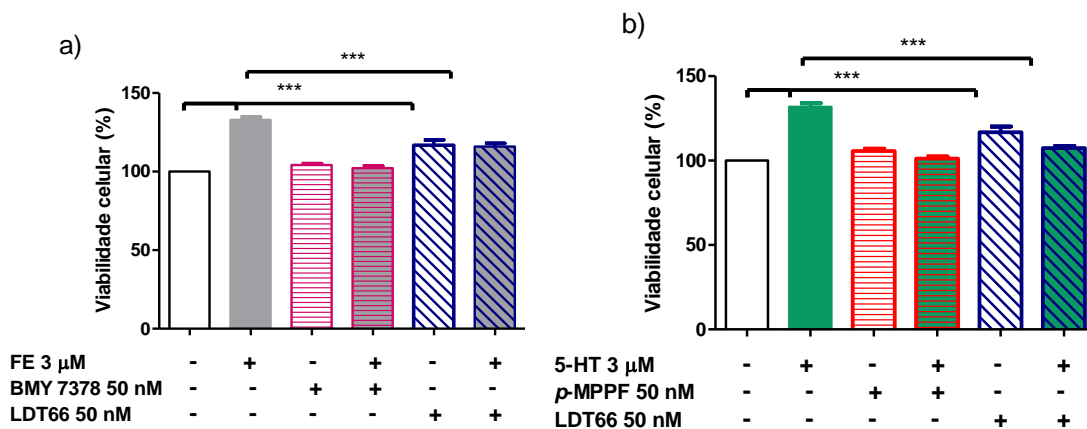 a)
***
***
150
100
50
0
Viabilidade celular (%)
FE 3 μM - + - + - +
BMY 7378 50 nM - - + + - -
LDT66 50 nM - - - - + +
b)
***
***
150
100
50
0
Viabilidade celular (%)
5-HT 3 μM - + - + - +
p-MPPF 50 nM - - + + - -
LDT66 50 nM - - - - + +